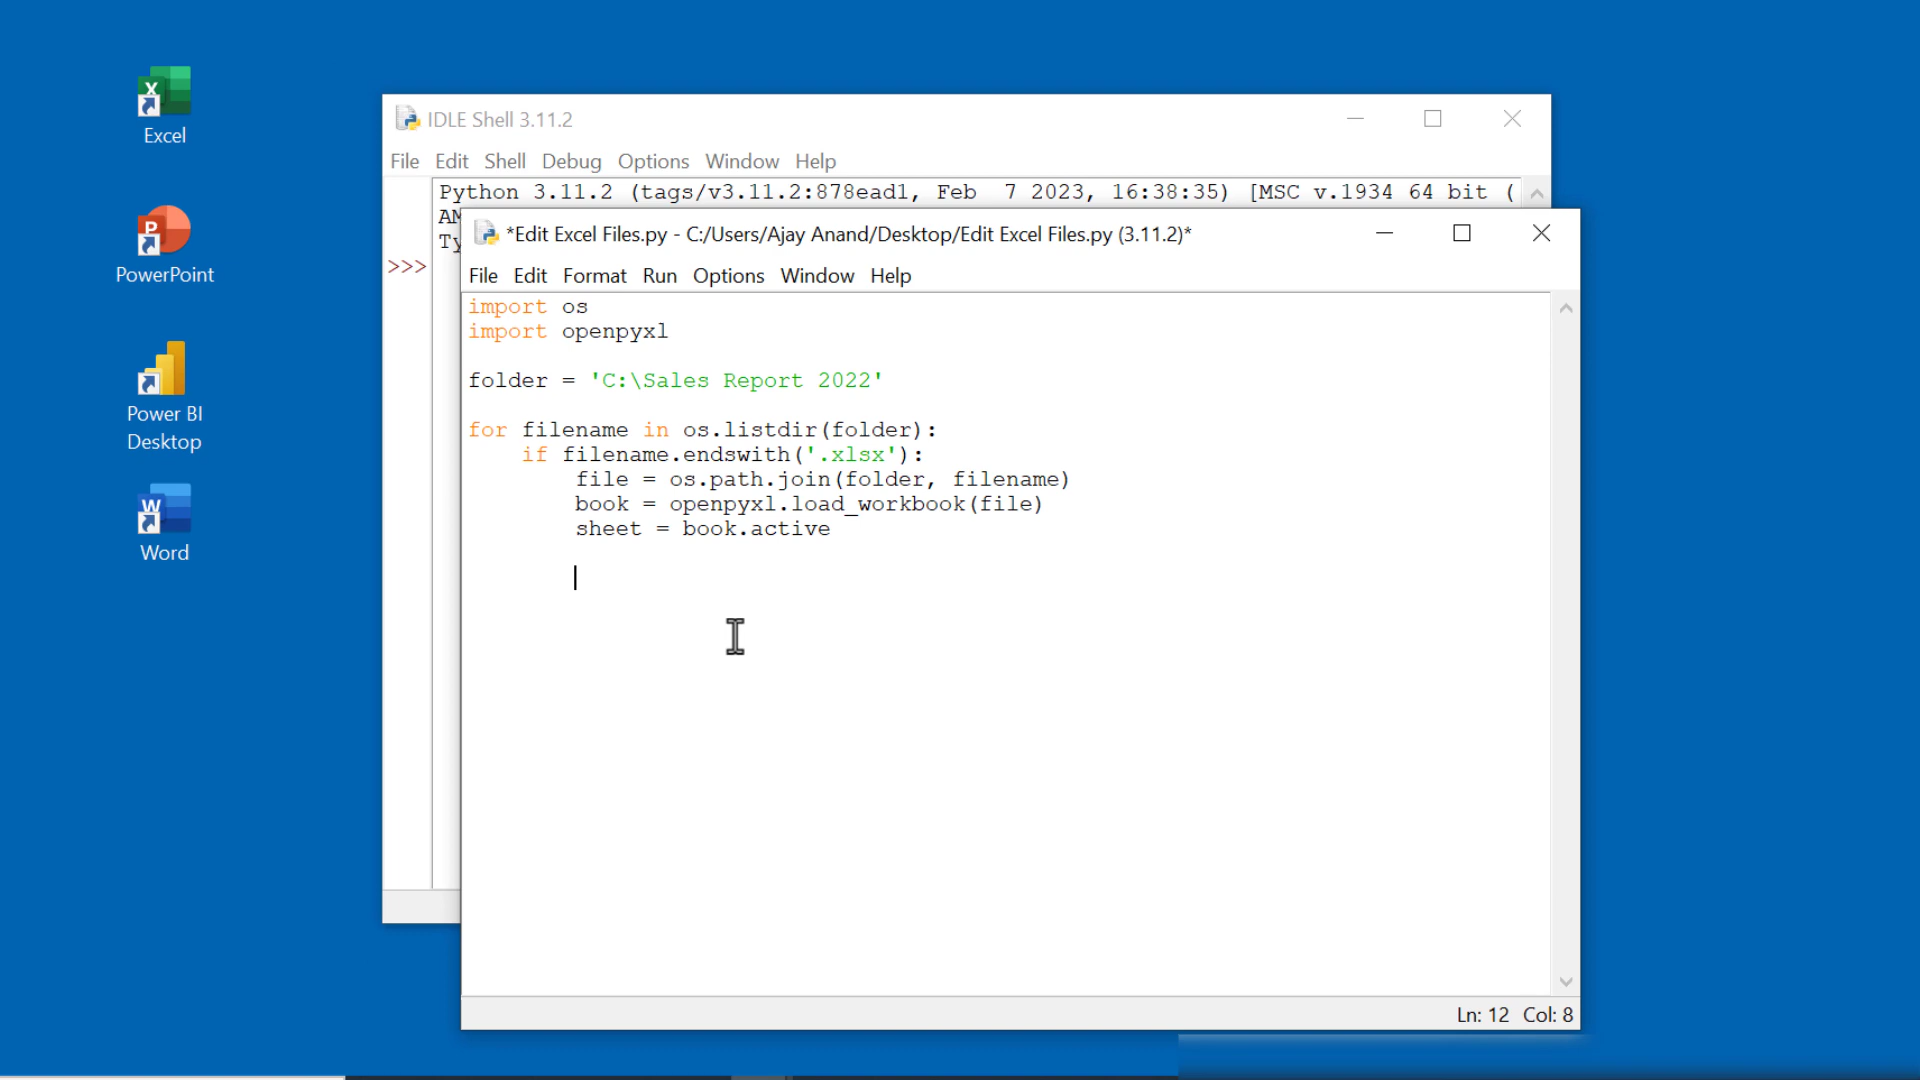 Excel
PowerPoint
Power BI
Desktop
Word
IDLE Shell 3.11.2
File Edit Shell Debug Options Window Help
Python 3.11.2 (tags/v3.11.2:878ead1, Feb  7 2023, 16:38:35) [MSC v.1934 64 bit (
AM
Ty
>>>
*Edit Excel Files.py - C:/Users/Ajay Anand/Desktop/Edit Excel Files.py (3.11.2)*
File Edit Format Run Options Window Help
import os
import openpyxl
folder = 'C:\Sales Report 2022'
for filename in os.listdir(folder):
    if filename.endswith('.xlsx'):
        file = os.path.join(folder, filename)
        book = openpyxl.load_workbook(file)
        sheet = book.active
Ln: 12 Col: 8
X
P
W